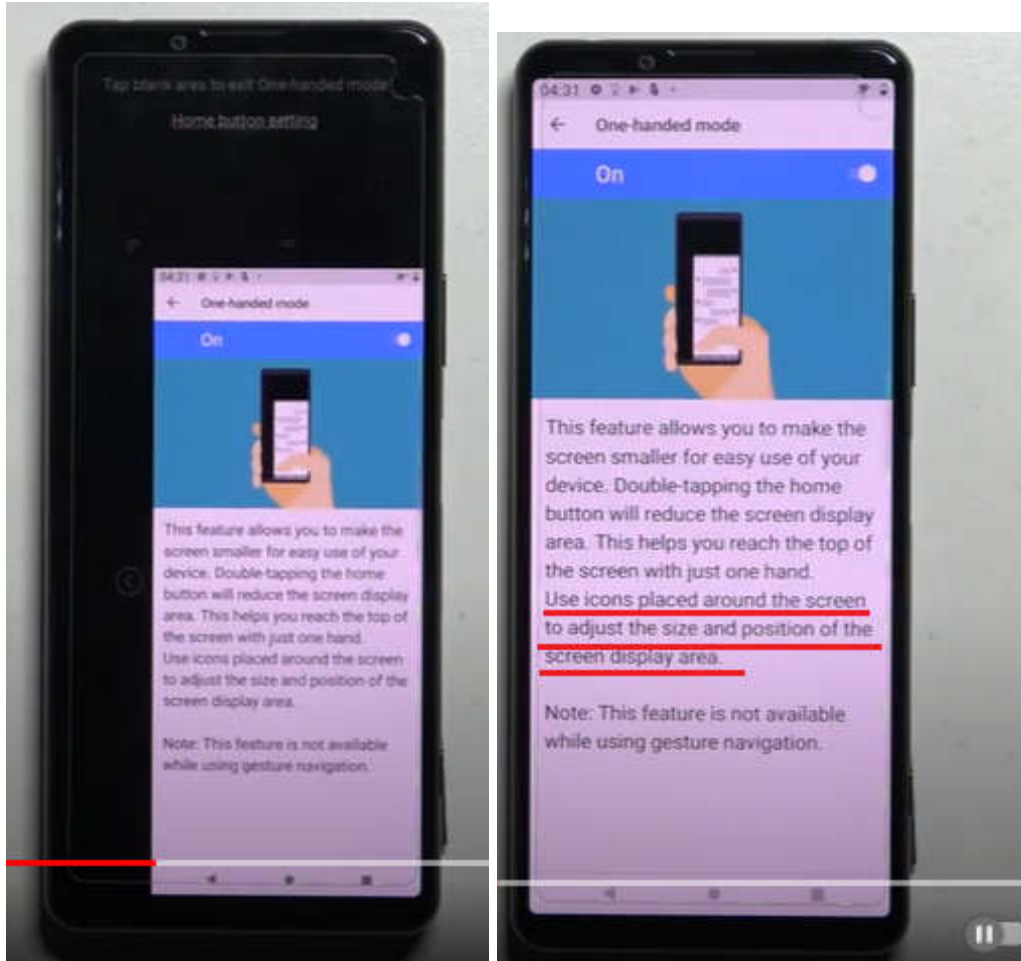 Tap blank area to exit One-handed mode!
Home button setting
04:31
One-handed mode
On
This feature allows you to make the
screen smaller for easy use of your
device. Double-tapping the home
button will reduce the screen display
area. This helps you reach the top of
the screen with just one hand.
Use icons placed around the screen
to adjust the size and position of the
screen display area.
Note: This feature is not available
while using gesture navigation.
04:31
One-handed mode
On
This feature allows you to make the
screen smaller for easy use of your
device. Double-tapping the home
button will reduce the screen display
area. This helps you reach the top of
the screen with just one hand.
Use icons placed around the screen
to adjust the size and position of the
screen display area.
Note: This feature is not available
while using gesture navigation.